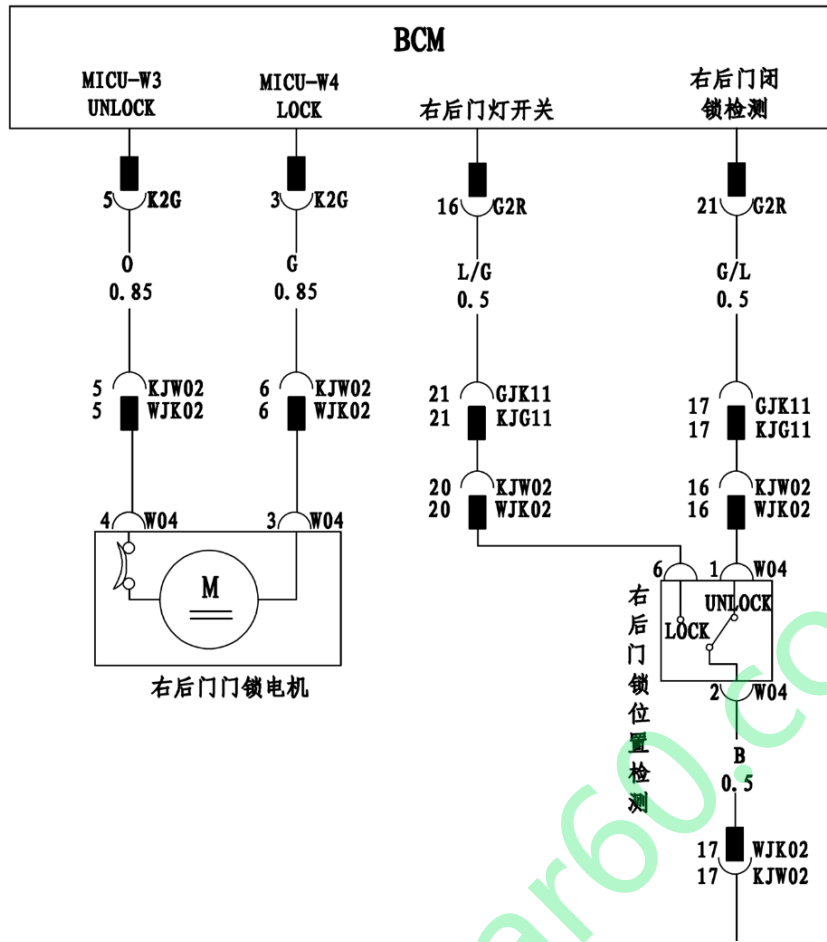 BCM
MICU-W3
UNLOCK
MICU-W4
LOCK
右后门灯开关
右后门闭
锁检测
5 K2G
3 K2G
16 G2R
21 G2R
O
0.85
G
0.85
L/G
0.5
G/L
0.5
5 KJW02
5 WJK02
6 KJW02
6 WJK02
21 GJK11
21 KJG11
17 GJK11
17 KJG11
20 KJW02
20 WJK02
16 KJW02
16 WJK02
4 W04
3 W04
M
右后门门锁电机
6
1 W04
UNLOCK
LOCK
右后门锁位置检测
2 W04
B
0.5
17 WJK02
17 KJW02
ar60.co